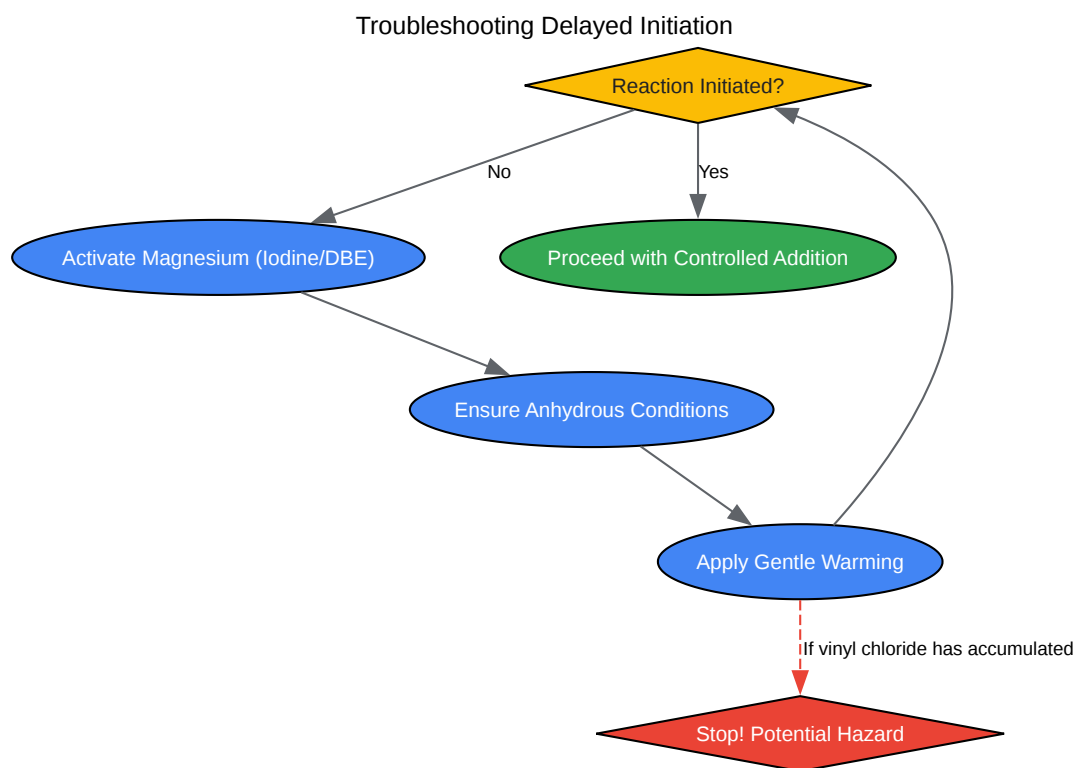 Troubleshooting Delayed Initiation
Reaction Initiated?
No
Yes
Activate Magnesium (Iodine/DBE)
Proceed with Controlled Addition
Ensure Anhydrous Conditions
Apply Gentle Warming
If vinyl chloride has accumulated
Stop! Potential Hazard